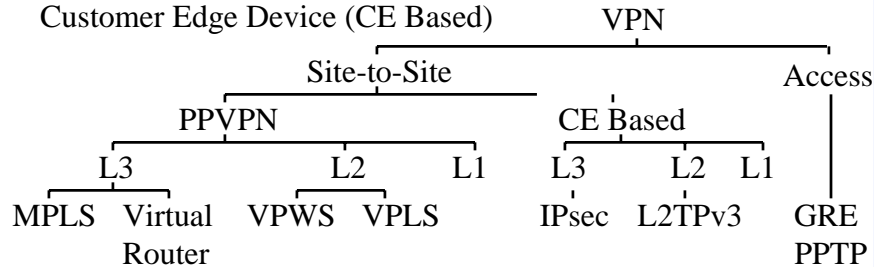 Customer Edge Device (CE Based)
VPN
Site-to-Site
Access
PPVPN
CE Based
L3
L2
L1
L3
L2
L1
MPLS
Virtual
Router
VPWS
VPLS
IPsec
L2TPv3
GRE
PPTP